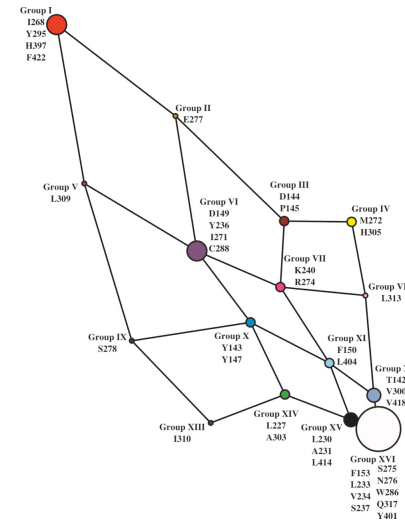 Group I
I268
Y295
H397
F422
Group II
E277
Group III
D144
P145
Group IV
M272
H305
Group V
L309
Group VI
D149
Y236
I271
C288
Group VII
K240
R274
Group
L313
Group IX
S278
Group X
Y143
Y147
Group XI
F150
L404
Group
T142
V300
V418
Group XIII
I310
Group XIV
L227
A303
Group XV
L230
A231
L414
Group XVI
F153 S275
L233 N276
V234 W286
S237 Q317
Y401